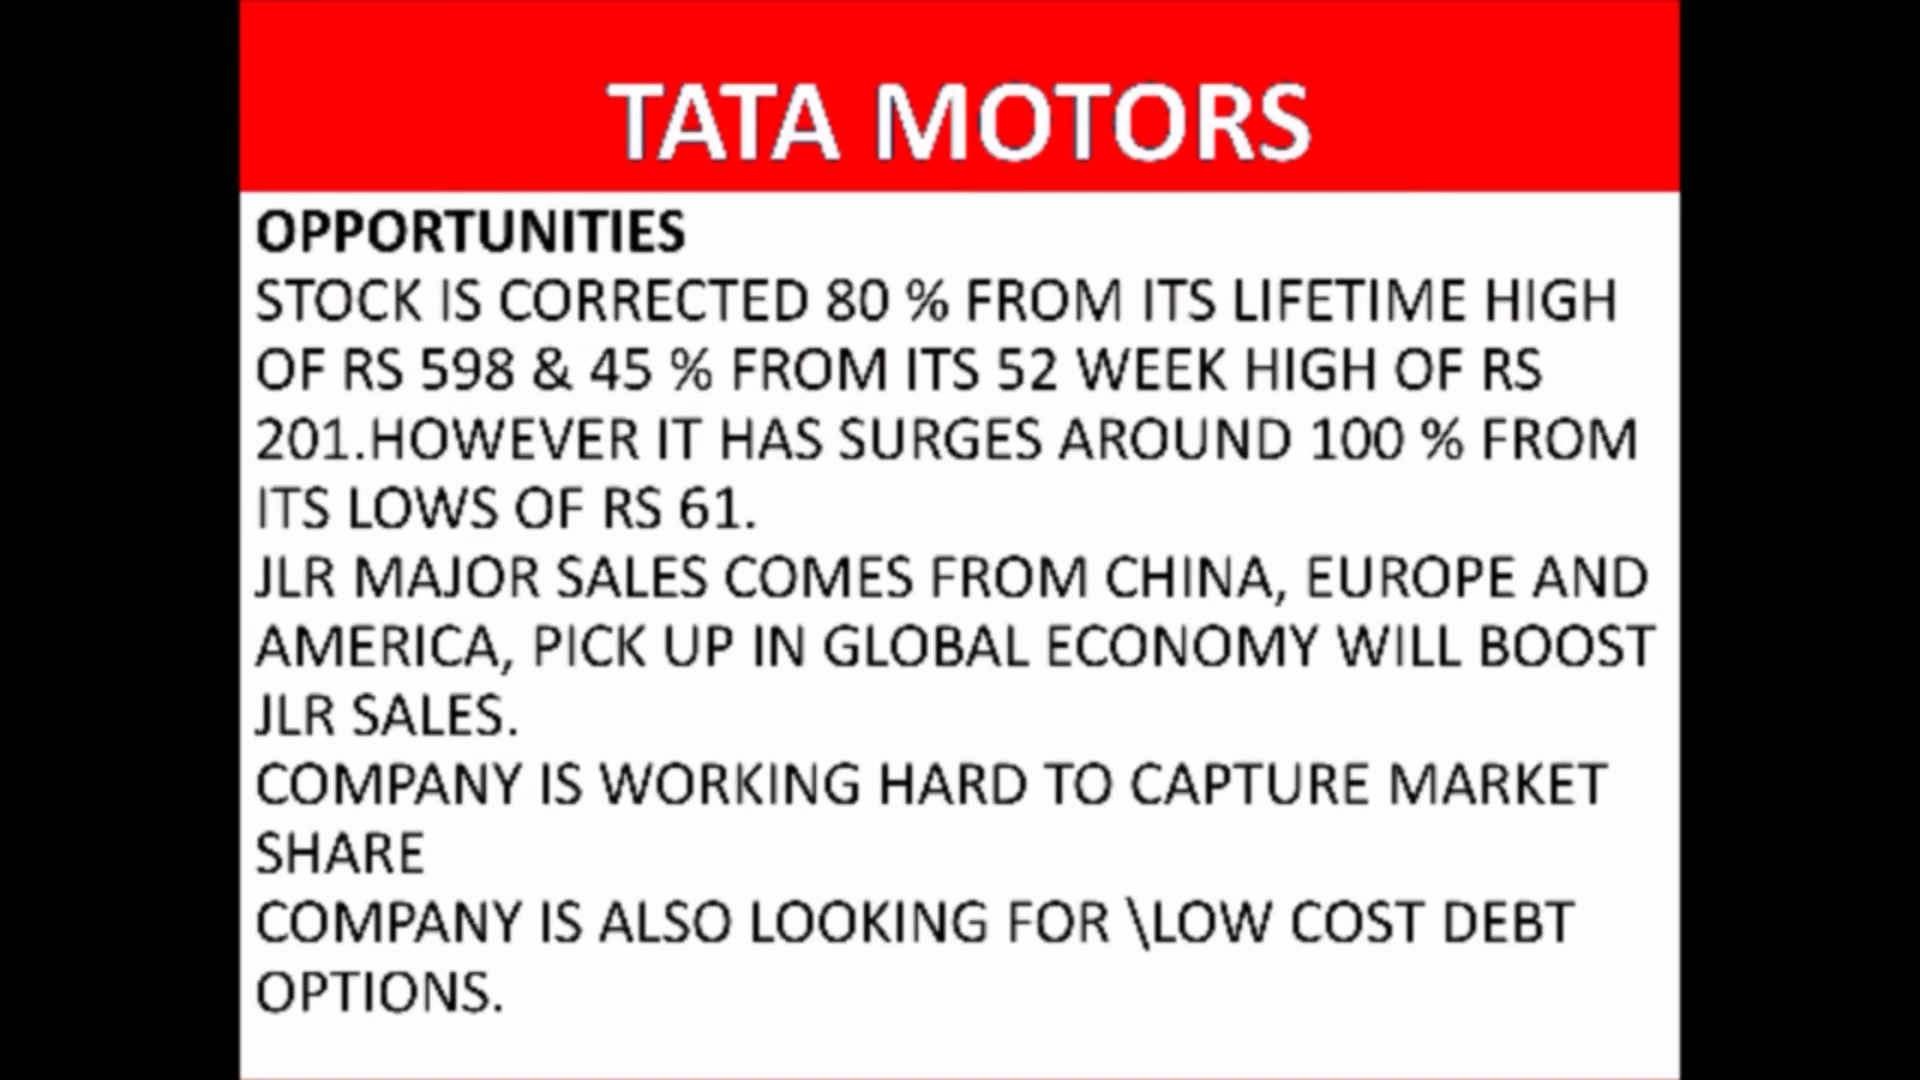 TATA MOTORS
OPPORTUNITIES
STOCK IS CORRECTED 80 % FROM ITS LIFETIME HIGH
OF RS 598 & 45 % FROM ITS 52 WEEK HIGH OF RS
201.HOWEVER IT HAS SURGES AROUND 100 % FROM
ITS LOWS OF RS 61.
JLR MAJOR SALES COMES FROM CHINA, EUROPE AND
AMERICA, PICK UP IN GLOBAL ECONOMY WILL BOOST
JLR SALES.
COMPANY IS WORKING HARD TO CAPTURE MARKET
SHARE
COMPANY IS ALSO LOOKING FOR \LOW COST DEBT
OPTIONS.